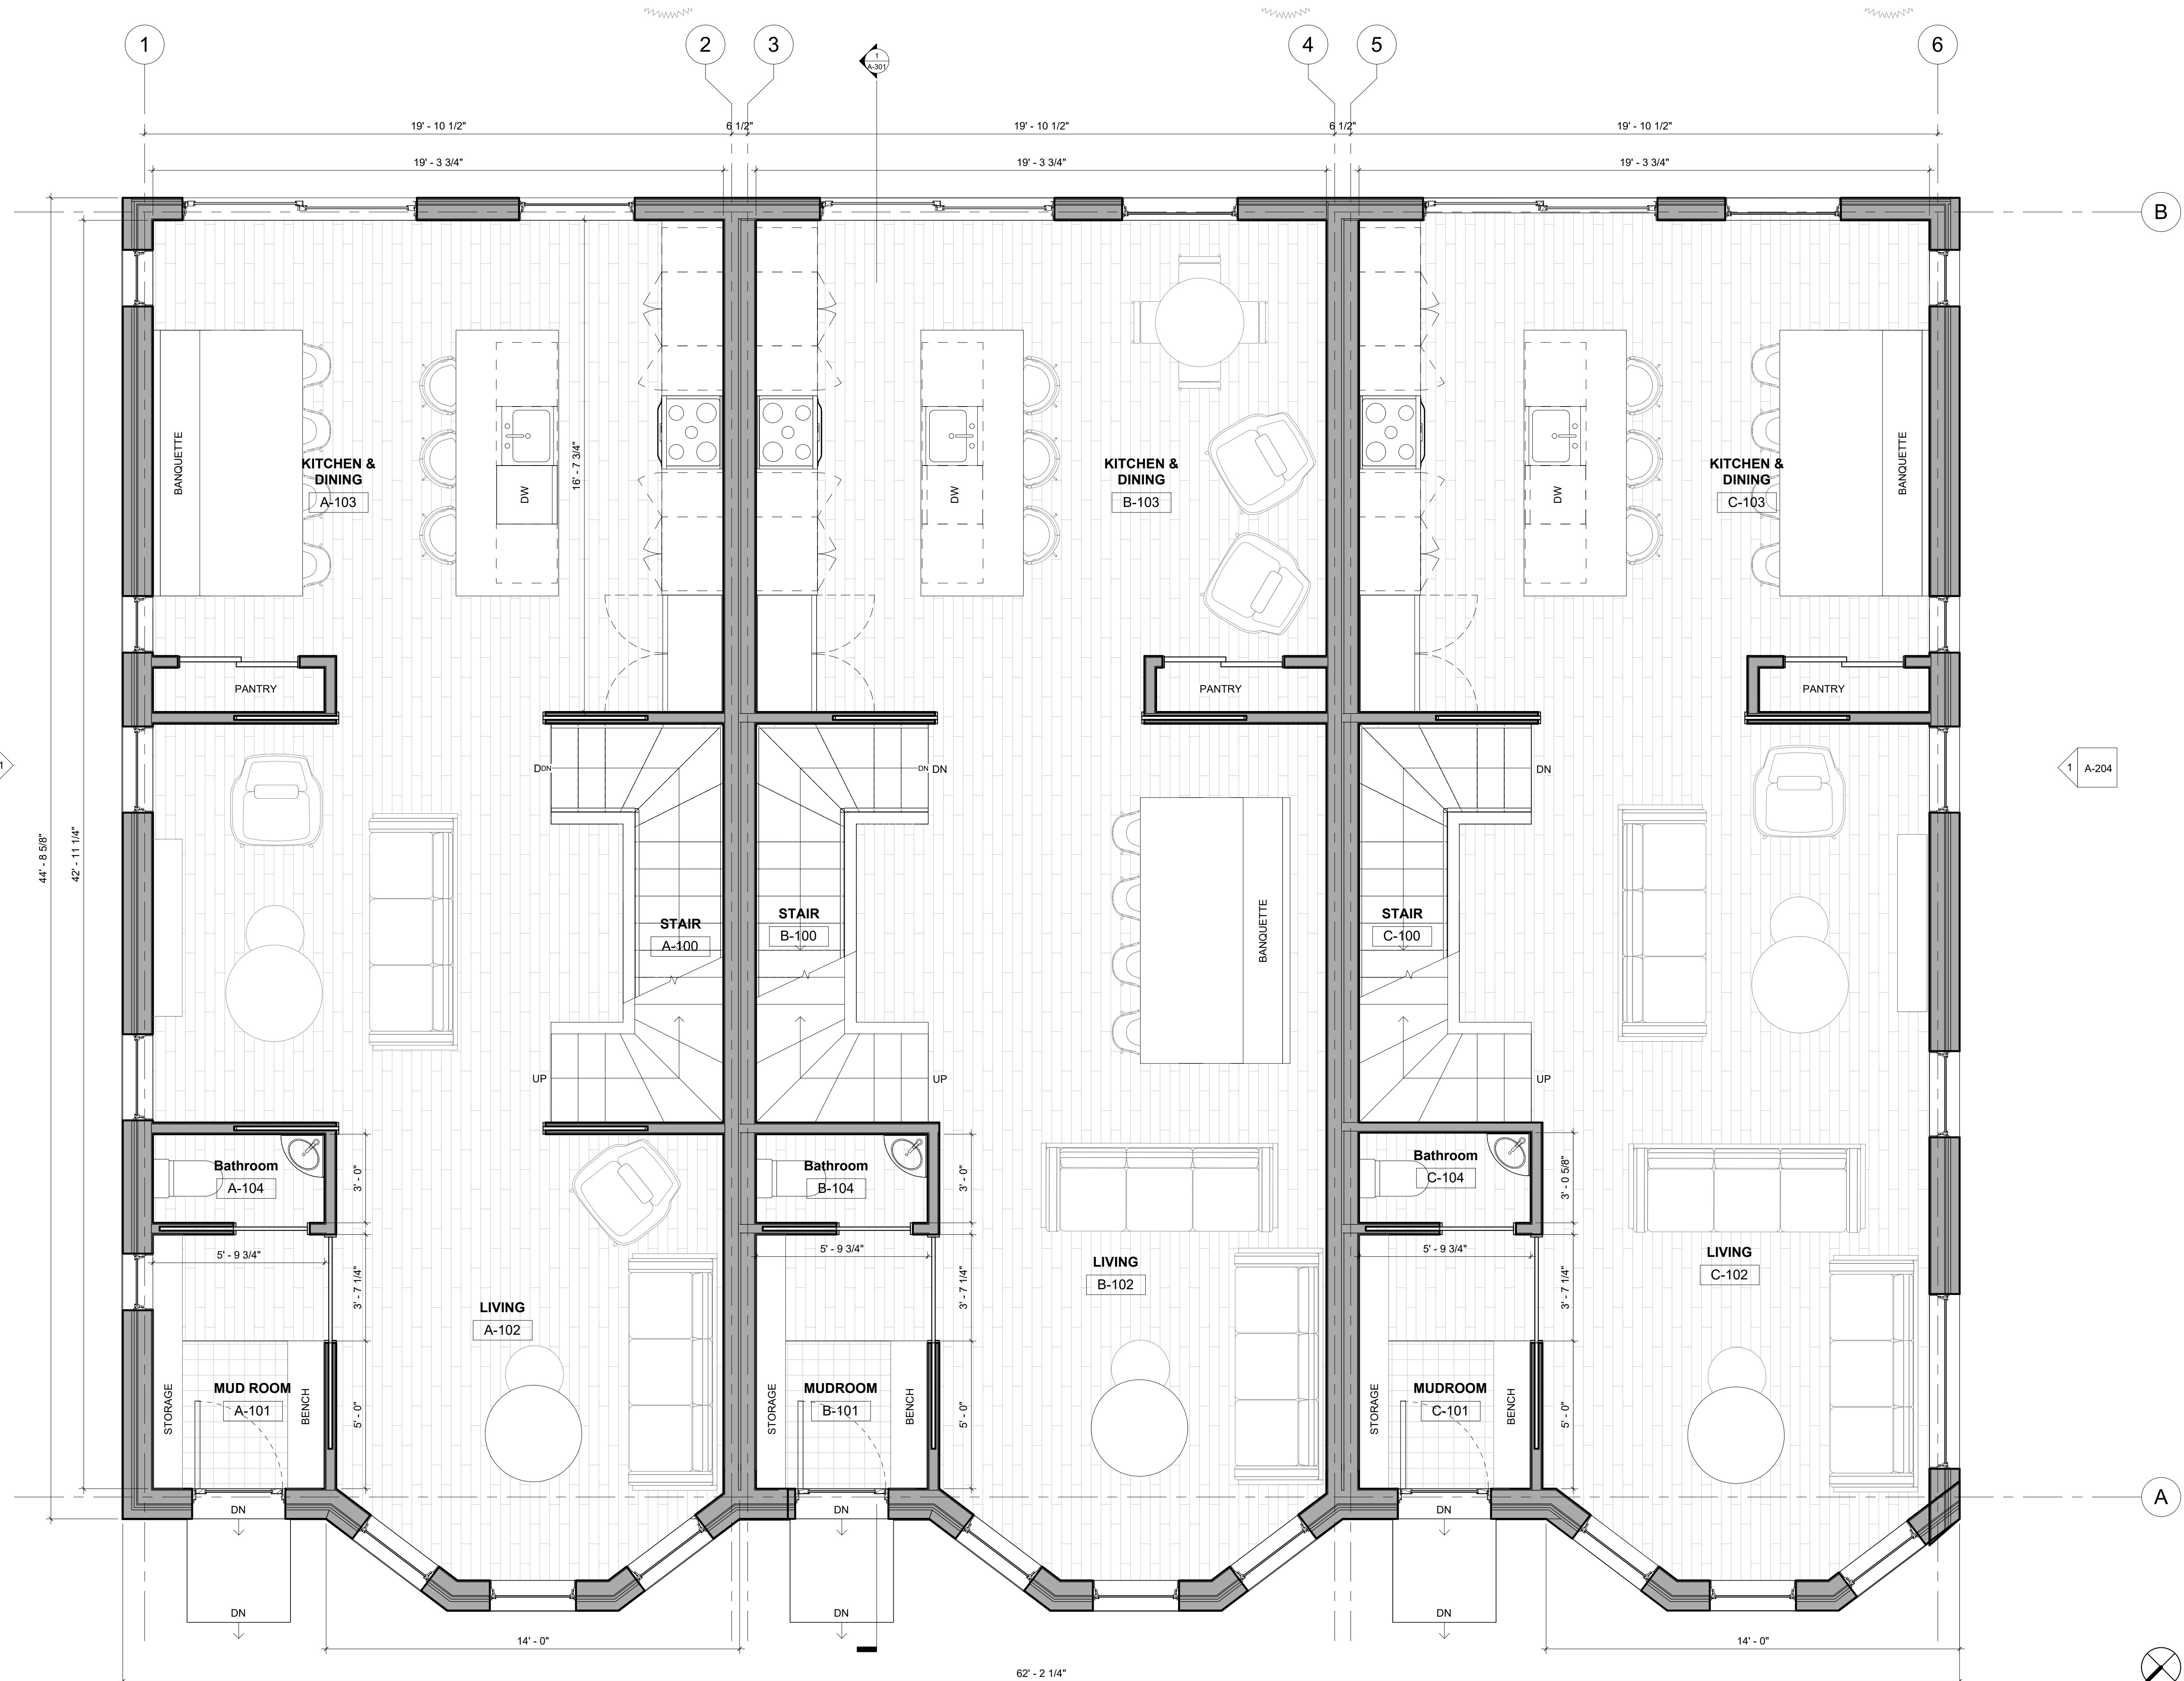 1
2
3
1
A-301
4
5
6
19' - 10 1/2"
6 1/2"
19' - 10 1/2"
6 1/2"
19' - 10 1/2"
19' - 3 3/4"
19' - 3 3/4"
19' - 3 3/4"
B
BANQUETTE
KITCHEN &
DINING
A-103
DW
16' - 7 3/4"
DW
KITCHEN &
DINING
B-103
DW
KITCHEN &
DINING
C-103
BANQUETTE
PANTRY
PANTRY
PANTRY
1
DDN
DN DN
DN
1 A-204
44' - 8 5/8"
42' - 11 1/4"
STAIR
A-100
STAIR
B-100
BANQUETTE
STAIR
C-100
UP
UP
UP
Bathroom
A-104
3' - 0"
Bathroom
B-104
3' - 0"
Bathroom
C-104
3' - 0 5/8"
5' - 9 3/4"
3' - 7 1/4"
5' - 9 3/4"
3' - 7 1/4"
5' - 9 3/4"
3' - 7 1/4"
LIVING
A-102
LIVING
B-102
LIVING
C-102
STORAGE
MUD ROOM
A-101
BENCH
5' - 0"
STORAGE
MUDROOM
B-101
BENCH
5' - 0"
STORAGE
MUDROOM
C-101
BENCH
5' - 0"
A
DN
DN
DN
DN
DN
DN
14' - 0"
14' - 0"
62' - 2 1/4"